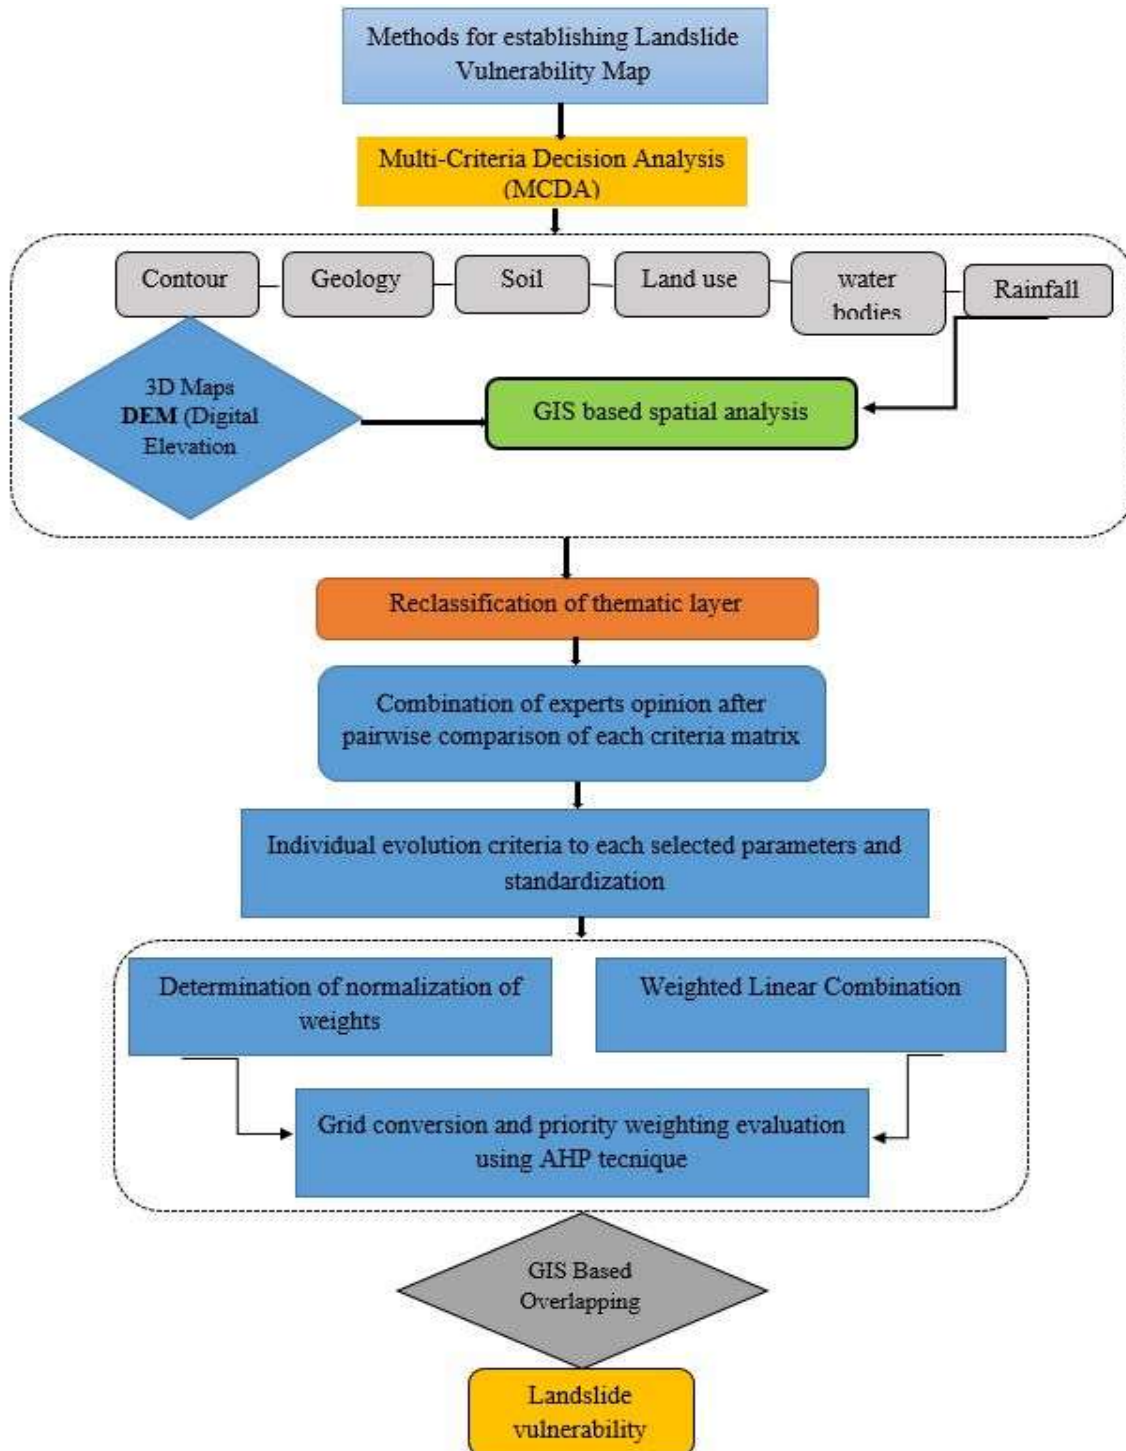 Methods for establishing Landslide
Vulnerability Map
Multi-Criteria Decision Analysis
(MCDA)
Contour
Geology
Soil
Land use
water
bodies
Rainfall
3D Maps
DEM (Digital
Elevation
GIS based spatial analysis
Reclassification of thematic layer
Combination of experts opinion after
pairwise comparison of each criteria matrix
Individual evolution criteria to each selected parameters and
standardization
Determination of normalization of
weights
Weighted Linear Combination
Grid conversion and priority weighting evaluation
using AHP tecnique
GIS Based
Overlapping
Landslide
vulnerability